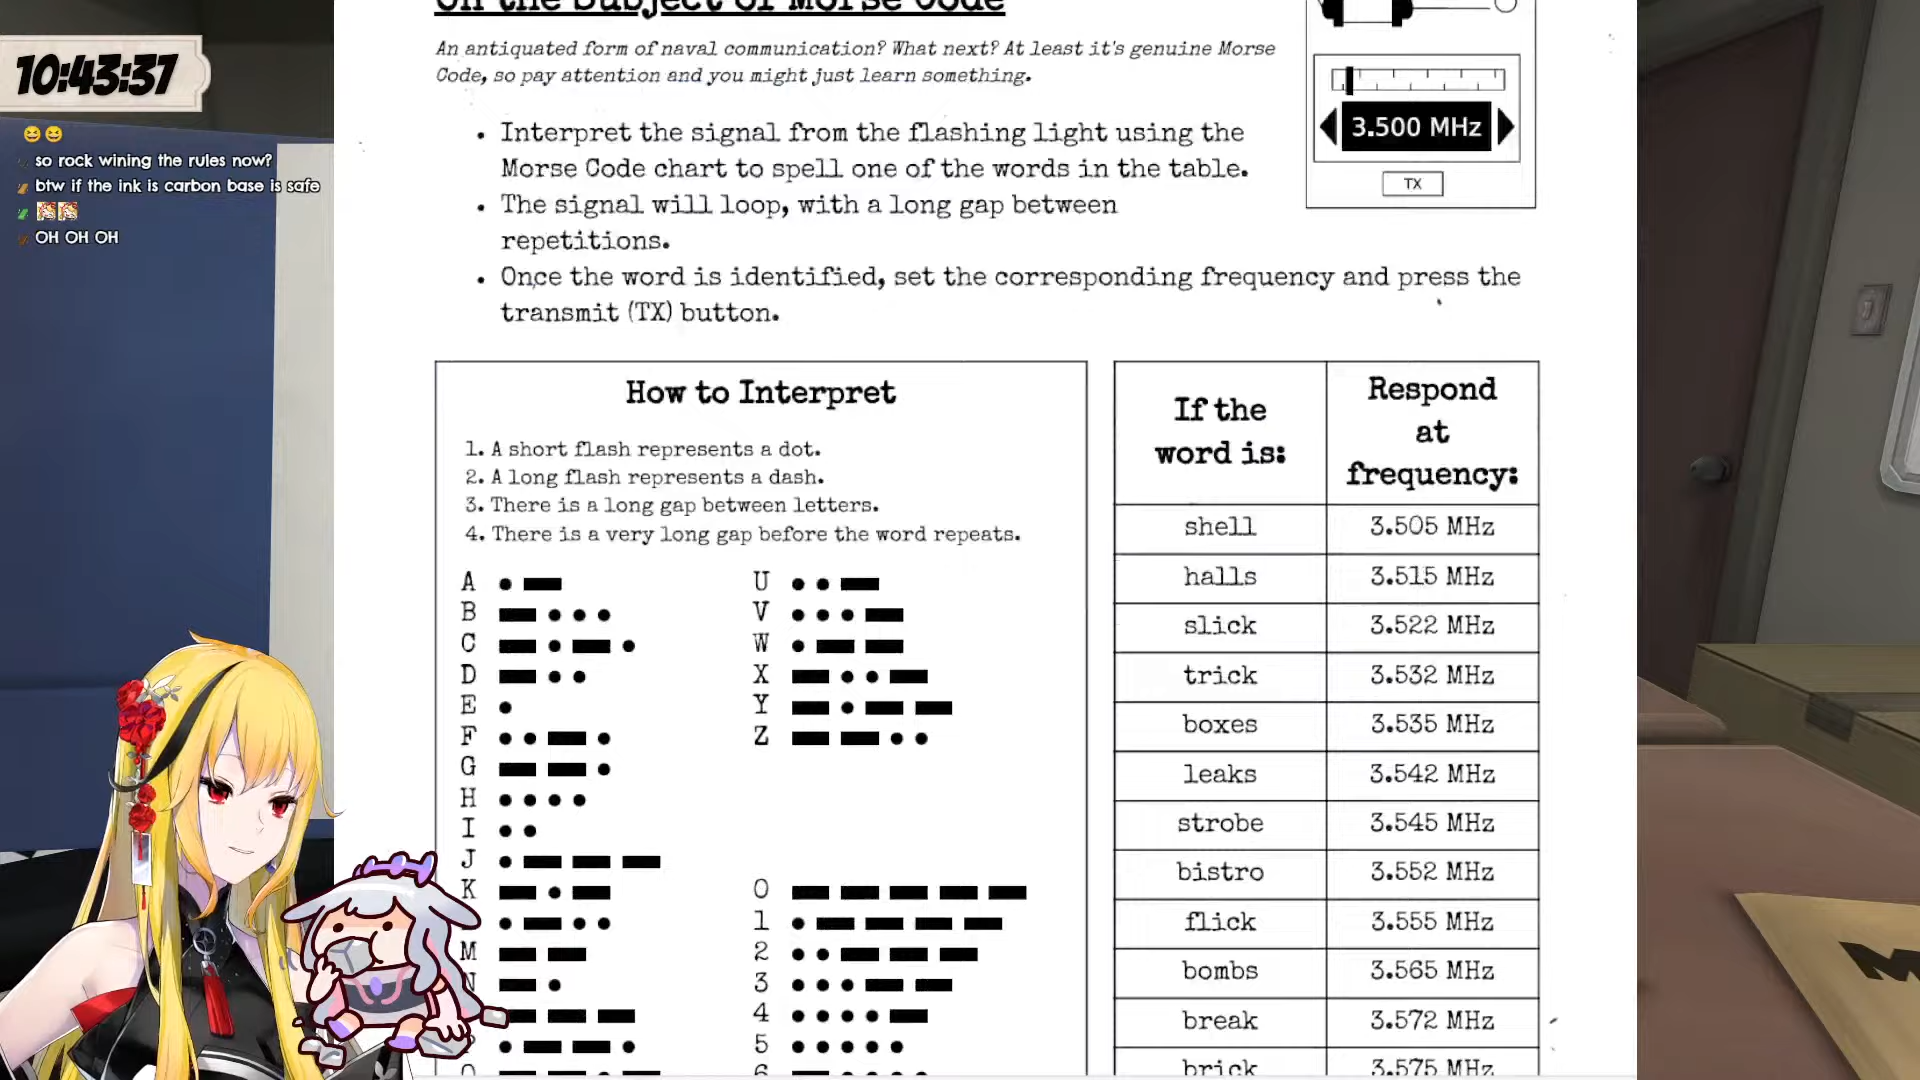 On the Subject of Morse Code
An antiquated form of naval communication? What next? At least it's genuine Morse
Code, so pay attention and you might just learn something.
10:43:37
so rock wining the rules now?
btw if the ink is carbon base is safe
OH OH OH
• Interpret the signal from the flashing light using the
Morse Code chart to spell one of the words in the table.
• The signal will loop, with a long gap between
repetitions.
• Once the word is identified, set the corresponding frequency and press the
transmit (TX) button.
3.500 MHz
TX
How to Interpret
1. A short flash represents a dot.
2. A long flash represents a dash.
3. There is a long gap between letters.
4. There is a very long gap before the word repeats.
A
B
C
D
E
F
G
H
I
J
K
M
N
U
V
W
X
Y
Z
0
1
2
3
4
5
6
If the word is: Respond at frequency:
shell 3.505 MHz
halls 3.515 MHz
slick 3.522 MHz
trick 3.532 MHz
boxes 3.535 MHz
leaks 3.542 MHz
strobe 3.545 MHz
bistro 3.552 MHz
flick 3.555 MHz
bombs 3.565 MHz
break 3.572 MHz
brick 3.575 MHz